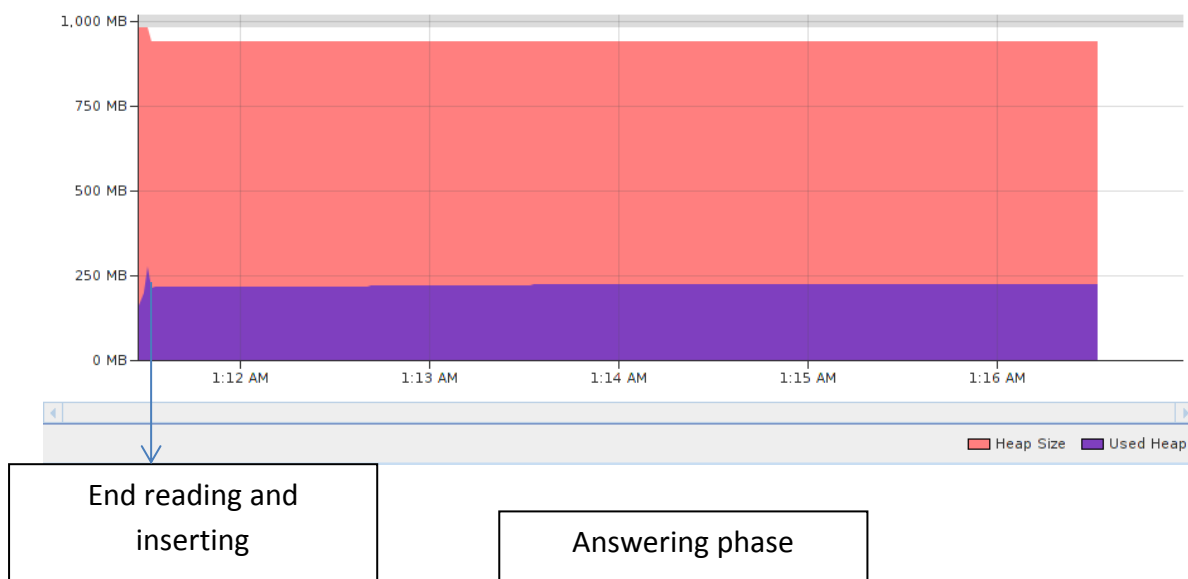 1,000 MB
750 MB
500 MB
250 MB
0 MB
1:12 AM 1:13 AM 1:14 AM 1:15 AM 1:16 AM
Heap Size Used Heap
End reading and
inserting
Answering phase